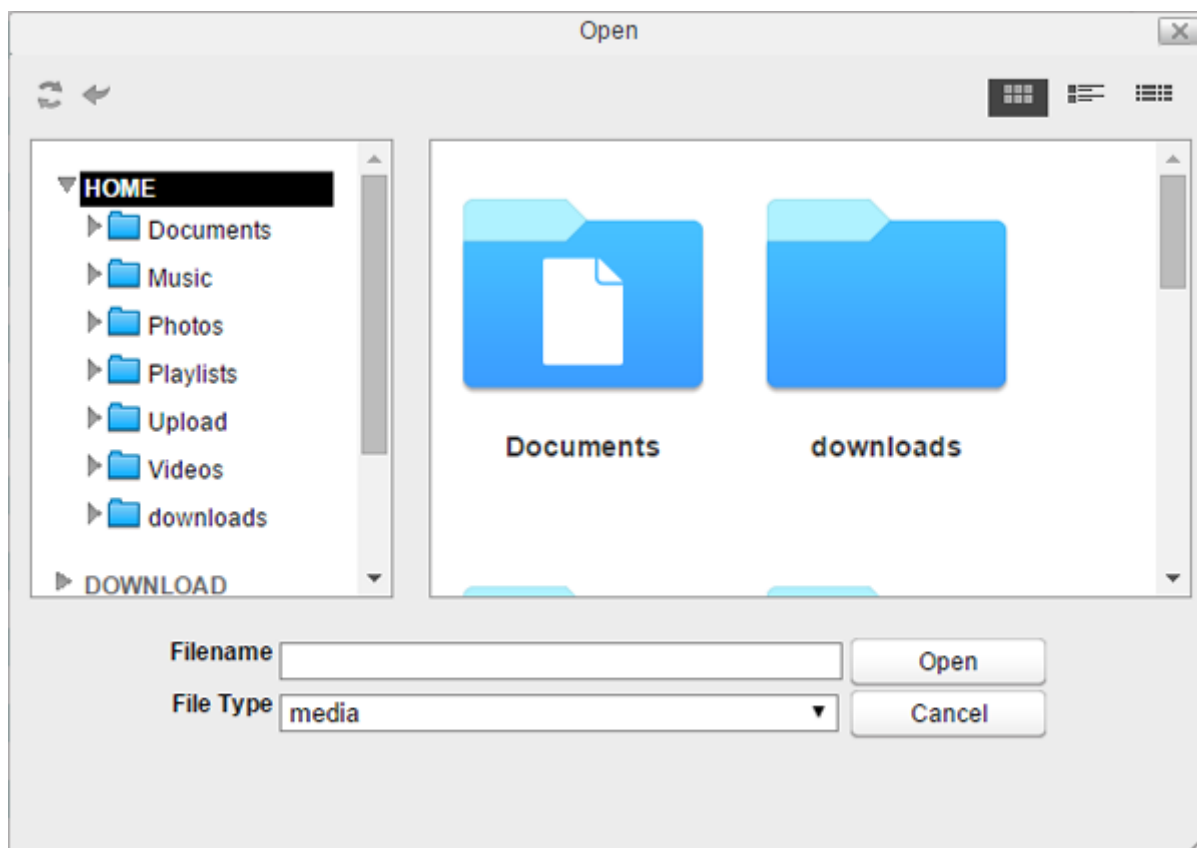 Open
HOME
Documents
Music
Photos
Playlists
Upload
Videos
downloads
DOWNLOAD
Documents
downloads
Filename
Open
File Type
media
Cancel